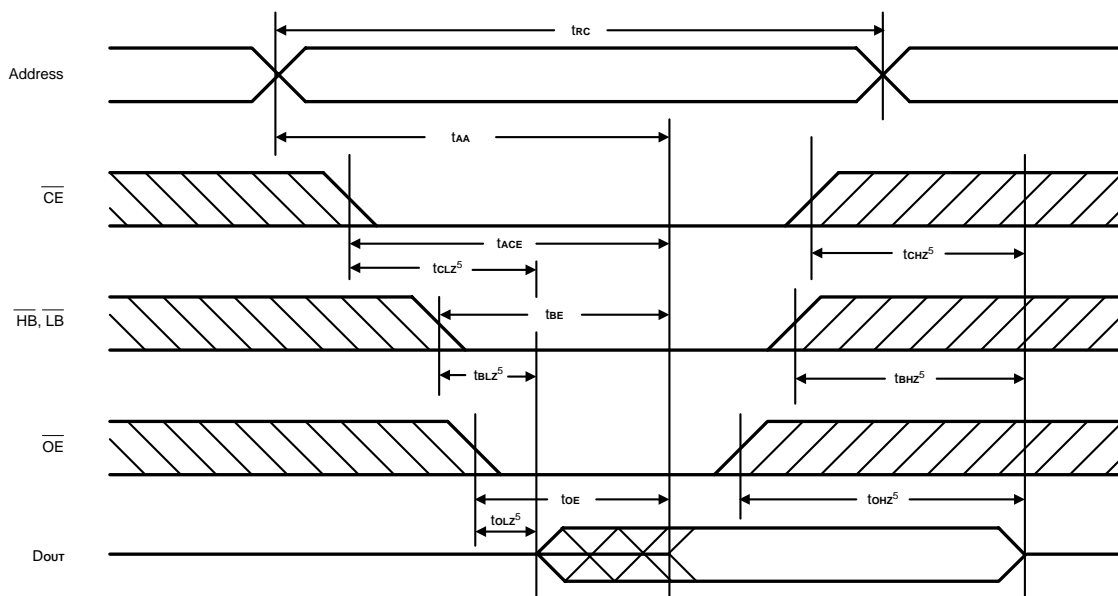 tRC
Address
tAA
CE
tACE
tCLZ5
tCHZ5
HB, LB
tBE
tBLZ5
tBHZ5
OE
tOE
tOLZ5
tOHZ5
DOUT